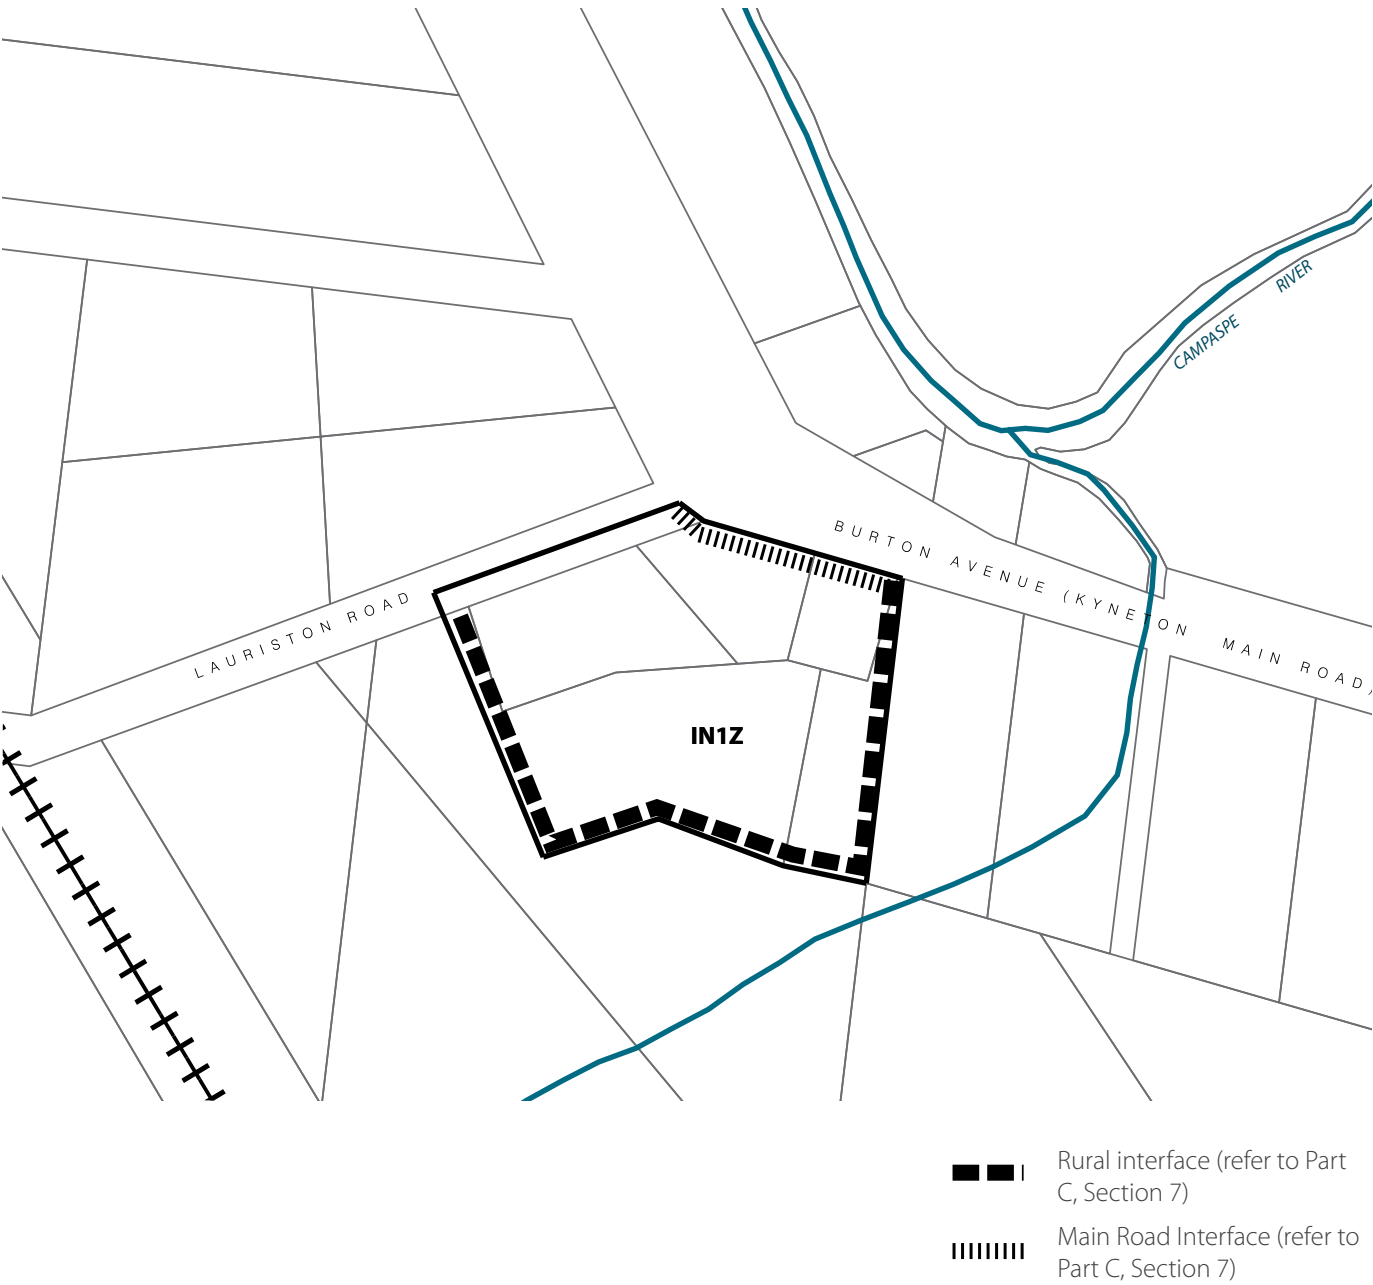 RIVER
CAMPASPE
BURTON AVENUE (KYNETON MAIN ROAD)
LAURISTON ROAD
IN1Z
Rural interface (refer to Part
C, Section 7)
Main Road Interface (refer to
Part C, Section 7)